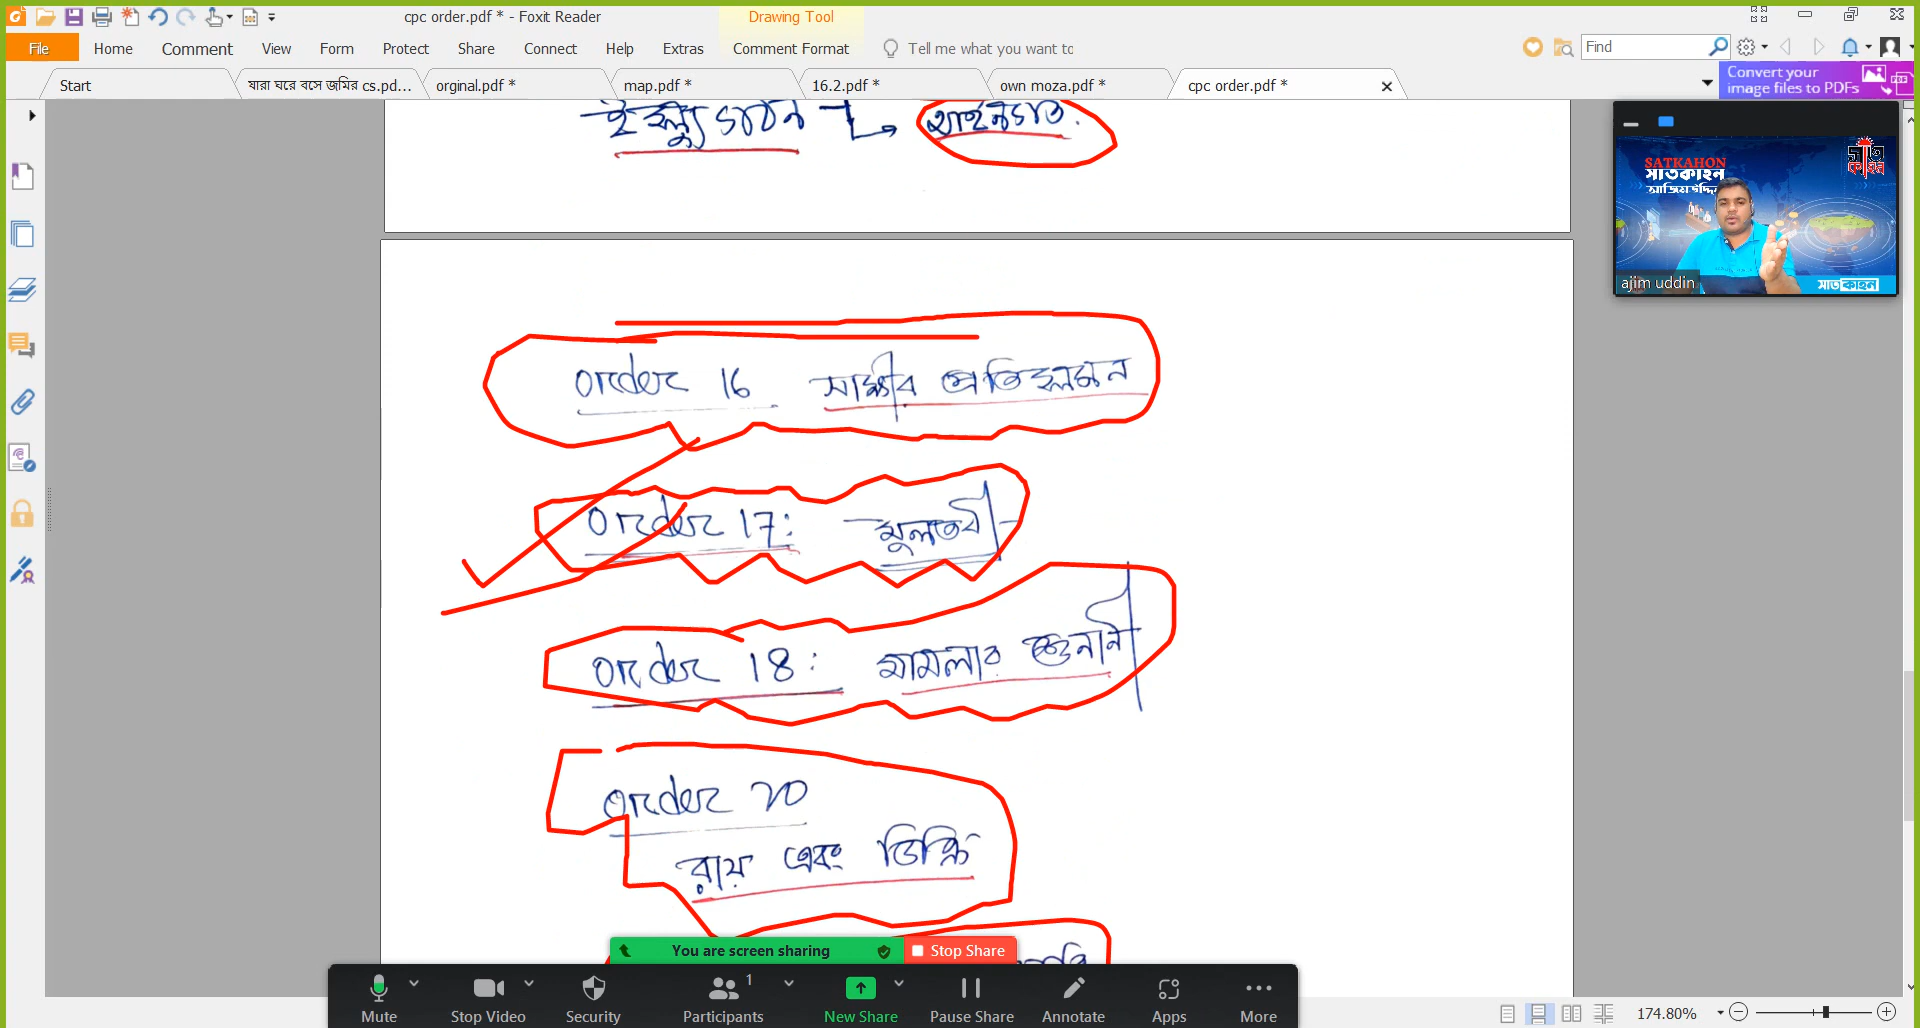 cpc order.pdf * - Foxit Reader
Drawing Tool
File Home Comment View Form Protect Share Connect Help Extras Comment Format Tell me what you want to
Find
Start যারা ঘরে বসে জমির cs.pd... orginal.pdf * map.pdf * 16.2.pdf * own moza.pdf * cpc order.pdf *
Convert your
image files to PDFs
SATKAHON
সাতকাহন
আজিম উদ্দিন
ajim uddin
সাতকাহন
order 16 সাক্ষীর প্রতি সমন
order 17: মুলতবী
order 18: মামলার শুনানী
order 20
রায় এবং ডিক্রি
You are screen sharing Stop Share
1
Mute Stop Video Security Participants New Share Pause Share Annotate Apps More
174.80%